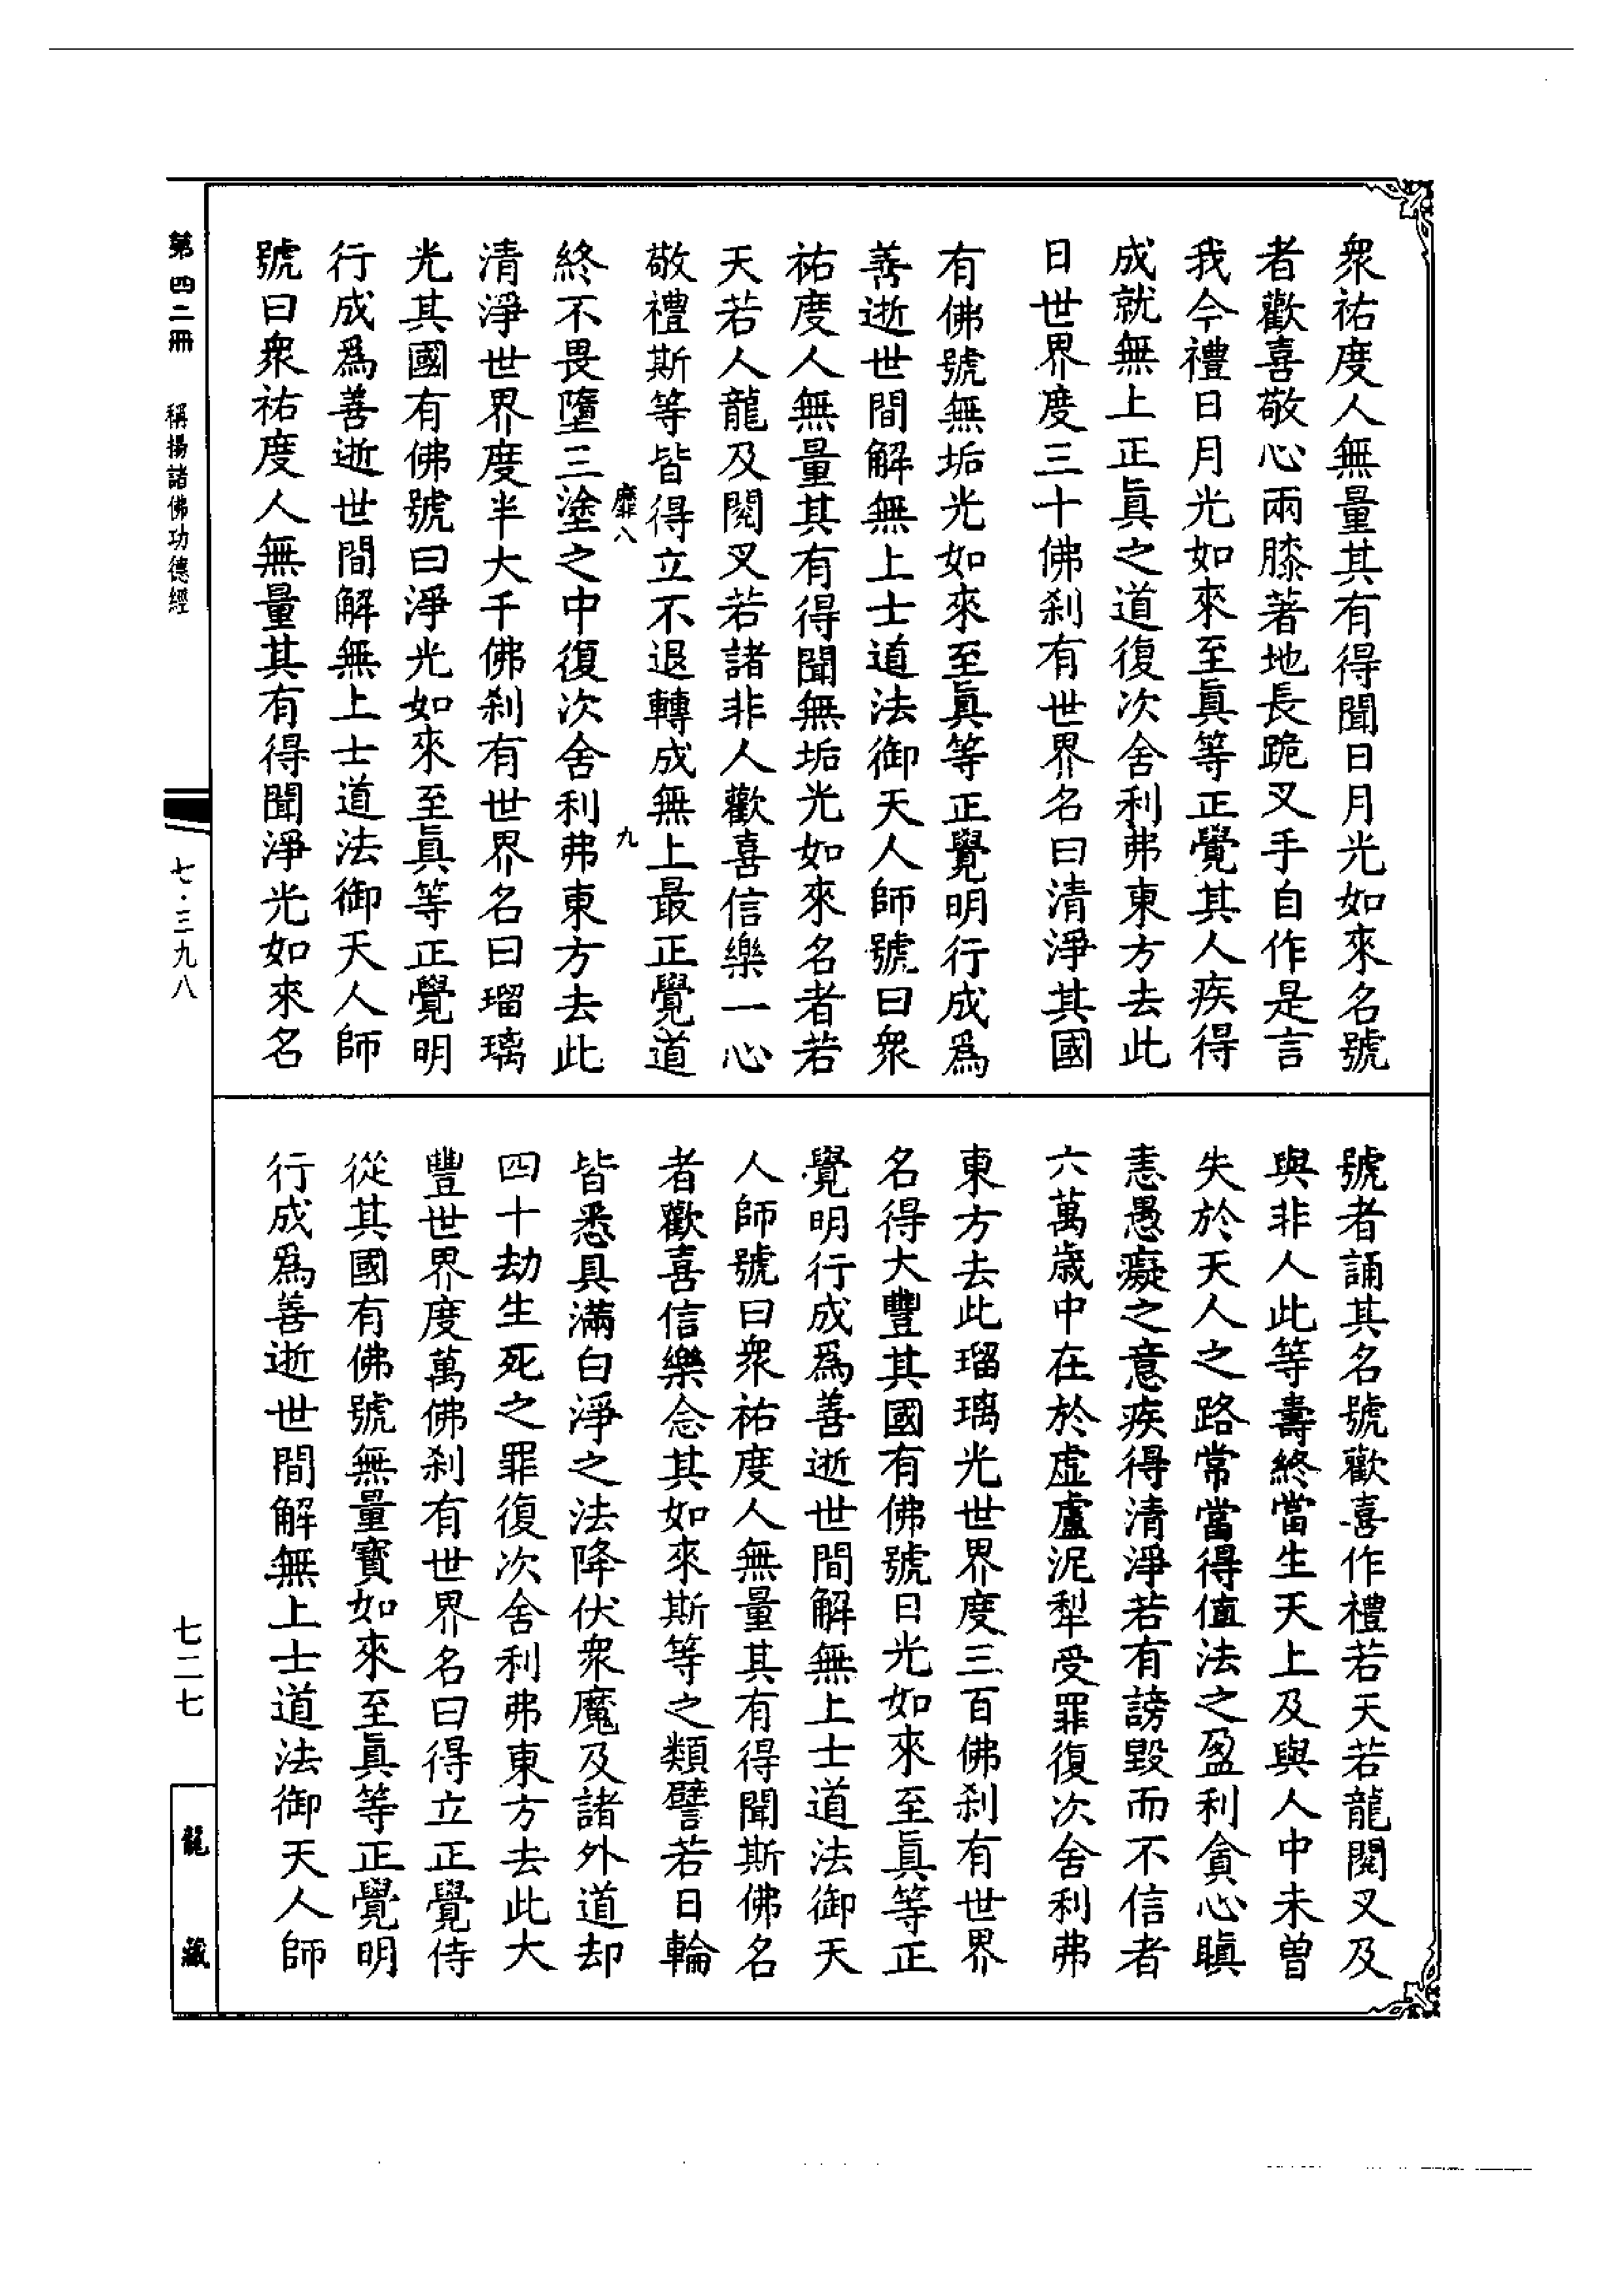 衆祐度人無量其有得聞日月光如來名號
者歡喜敬心兩膝著地長跪叉手自作是言
我今禮日月光如來至眞等正覺其人疾得
成就無上正眞之道復次舍利弗東方去此
日世界度三十佛刹有世界名曰清淨其國
有佛號無垢光如來至眞等正覺明行成爲
善逝世間解無上士道法御天人師號曰衆
祐度人無量其有得聞無垢光如來名者若
天若人龍及閱叉若諸非人歡喜信樂一心
敬禮斯等皆得立不退轉成無上最正覺道
靡八 九
終不畏墮三塗之中復次舍利弗東方去此
清淨世界度半大千佛刹有世界名曰瑠璃
光其國有佛號曰淨光如來至眞等正覺明
行成爲善逝世間解無上士道法御天人師
號曰衆祐度人無量其有得聞淨光如來名
號者誦其名號歡喜作禮若天若龍閱叉及
與非人此等壽終當生天上及與人中未曾
失於天人之路常當得值法之盈利貪心瞋
恚愚癡之意疾得清淨若有謗毀而不信者
六萬歲中在於虛盧泥犁受罪復次舍利弗
東方去此瑠璃光世界度三百佛刹有世界
名得大豐其國有佛號日光如來至眞等正
覺明行成爲善逝世間解無上士道法御天
人師號曰衆祐度人無量其有得聞斯佛名
者歡喜信樂念其如來斯等之類譬若日輪
皆悉具滿白淨之法降伏衆魔及諸外道却
四十劫生死之罪復次舍利弗東方去此大
豐世界度萬佛刹有世界名曰得立正覺侍
從其國有佛號無量寶如來至眞等正覺明
行成爲善逝世間解無上士道法御天人師
第四二冊 稱揚諸佛功德經
七·三九八
七二七
龍藏